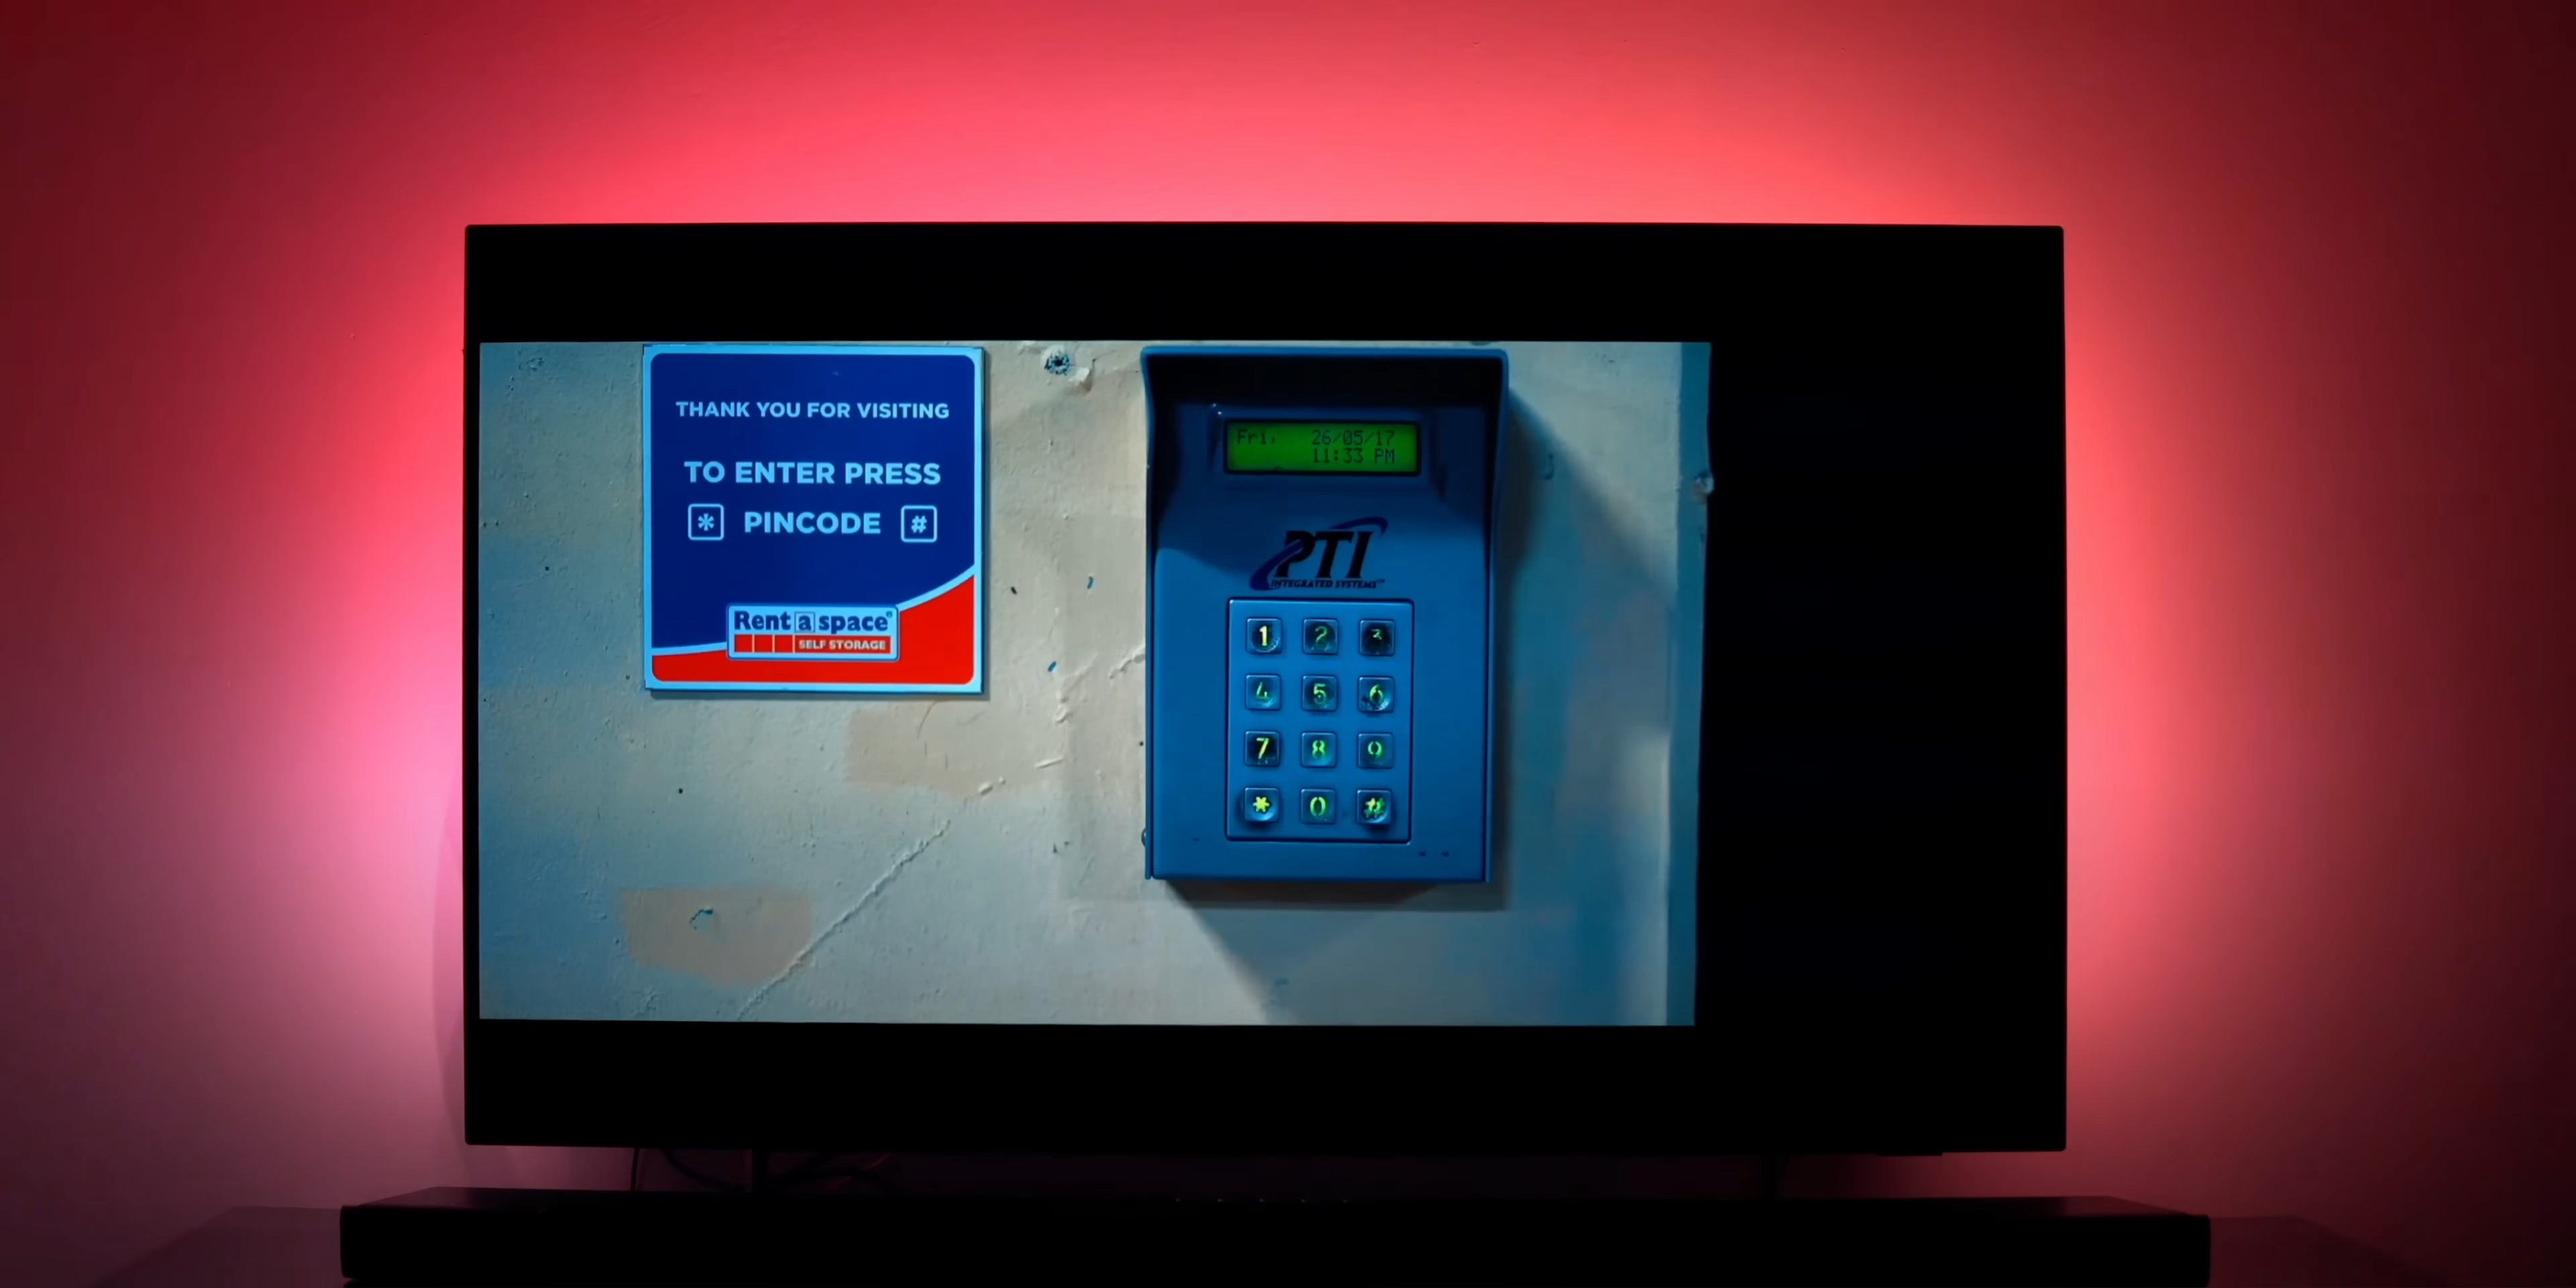 THANK YOU FOR VISITING
TO ENTER PRESS
* PINCODE #
Rent a space®
SELF STORAGE
Fri, 26/05/17
11:33 PM
PTI
INTEGRATED SYSTEMS™
1 2 3
4 5 6
7 8 9
* 0 #